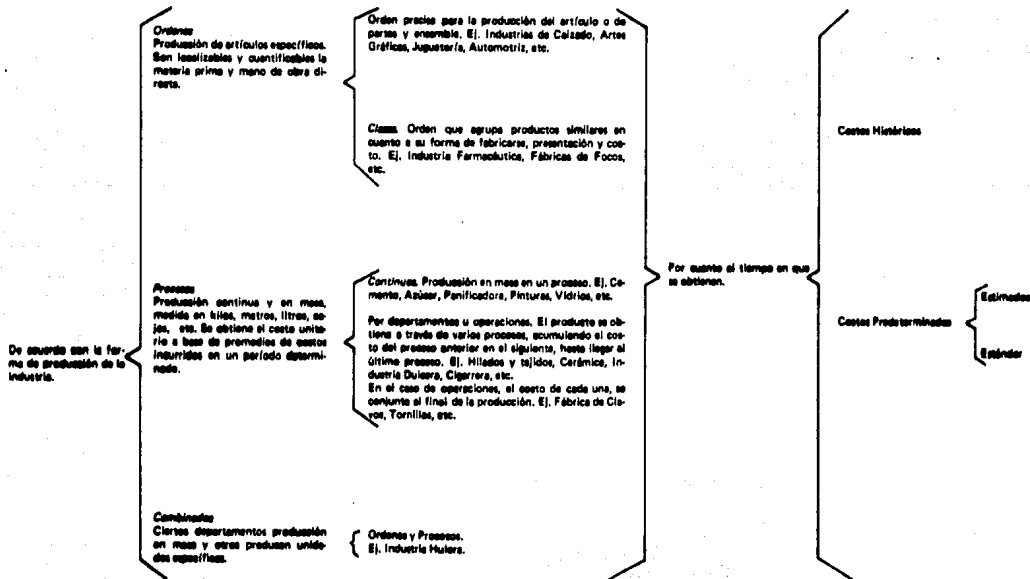 Ordenes
Producción de artículos específicos.
Son localizables y cuantificables la
materia prima y mano de obra di-
recta.
Orden precisa para la producción del artículo o de
partes y ensamble. Ej. Industrias de Calzado, Artes
Gráficas, Juguetería, Automotriz, etc.
Clases. Orden que agrupa productos similares en
cuanto a su forma de fabricarse, presentación y cos-
to. Ej. Industria Farmacéutica, Fábricas de Focos,
etc.
De acuerdo con la for-
ma de producción de la
industria.
Procesos
Producción continua y en masa,
medida en kilos, metros, litros, ca-
jas, etc. Se obtiene el costo unita-
rio a base de promedios de costos
incurridos en un período determi-
nado.
Continuos. Producción en masa en un proceso. Ej. Ce-
mento, Azúcar, Panificadora, Pinturas, Vidrios, etc.
Por departamentos u operaciones. El producto se ob-
tiene a través de varios procesos, acumulando el cos-
to del proceso anterior en el siguiente, hasta llegar al
último proceso. Ej. Hilados y tejidos, Cerámica, In-
dustria Dulcera, Cigarrera, etc.
En el caso de operaciones, el costo de cada una, se
conjunta al final de la producción. Ej. Fábrica de Cla-
vos, Tornillos, etc.
Combinados
Ciertos departamentos producción
en masa y otros producen unida-
des específicas.
Ordenes y Procesos.
Ej. Industria Hulera.
Por cuanto al tiempo en que
se obtienen.
Costos Históricos
Costos Predeterminados
Estimados
Estándar